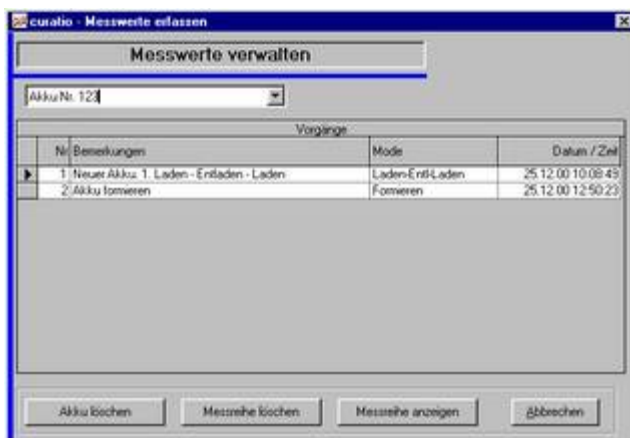 curatio - Messwerte erfassen
Messwerte verwalten
Akku Nr. 123
Vorgänge
Nr Bemerkungen Mode Datum / Zeit
1 Neuer Akku: 1. Laden - Entladen - Laden Laden-Entl-Laden 25.12.00 10:08:49
2 Akku formieren Formieren 25.12.00 12:50:23
Akku löschen Messreihe löschen Messreihe anzeigen Abbrechen